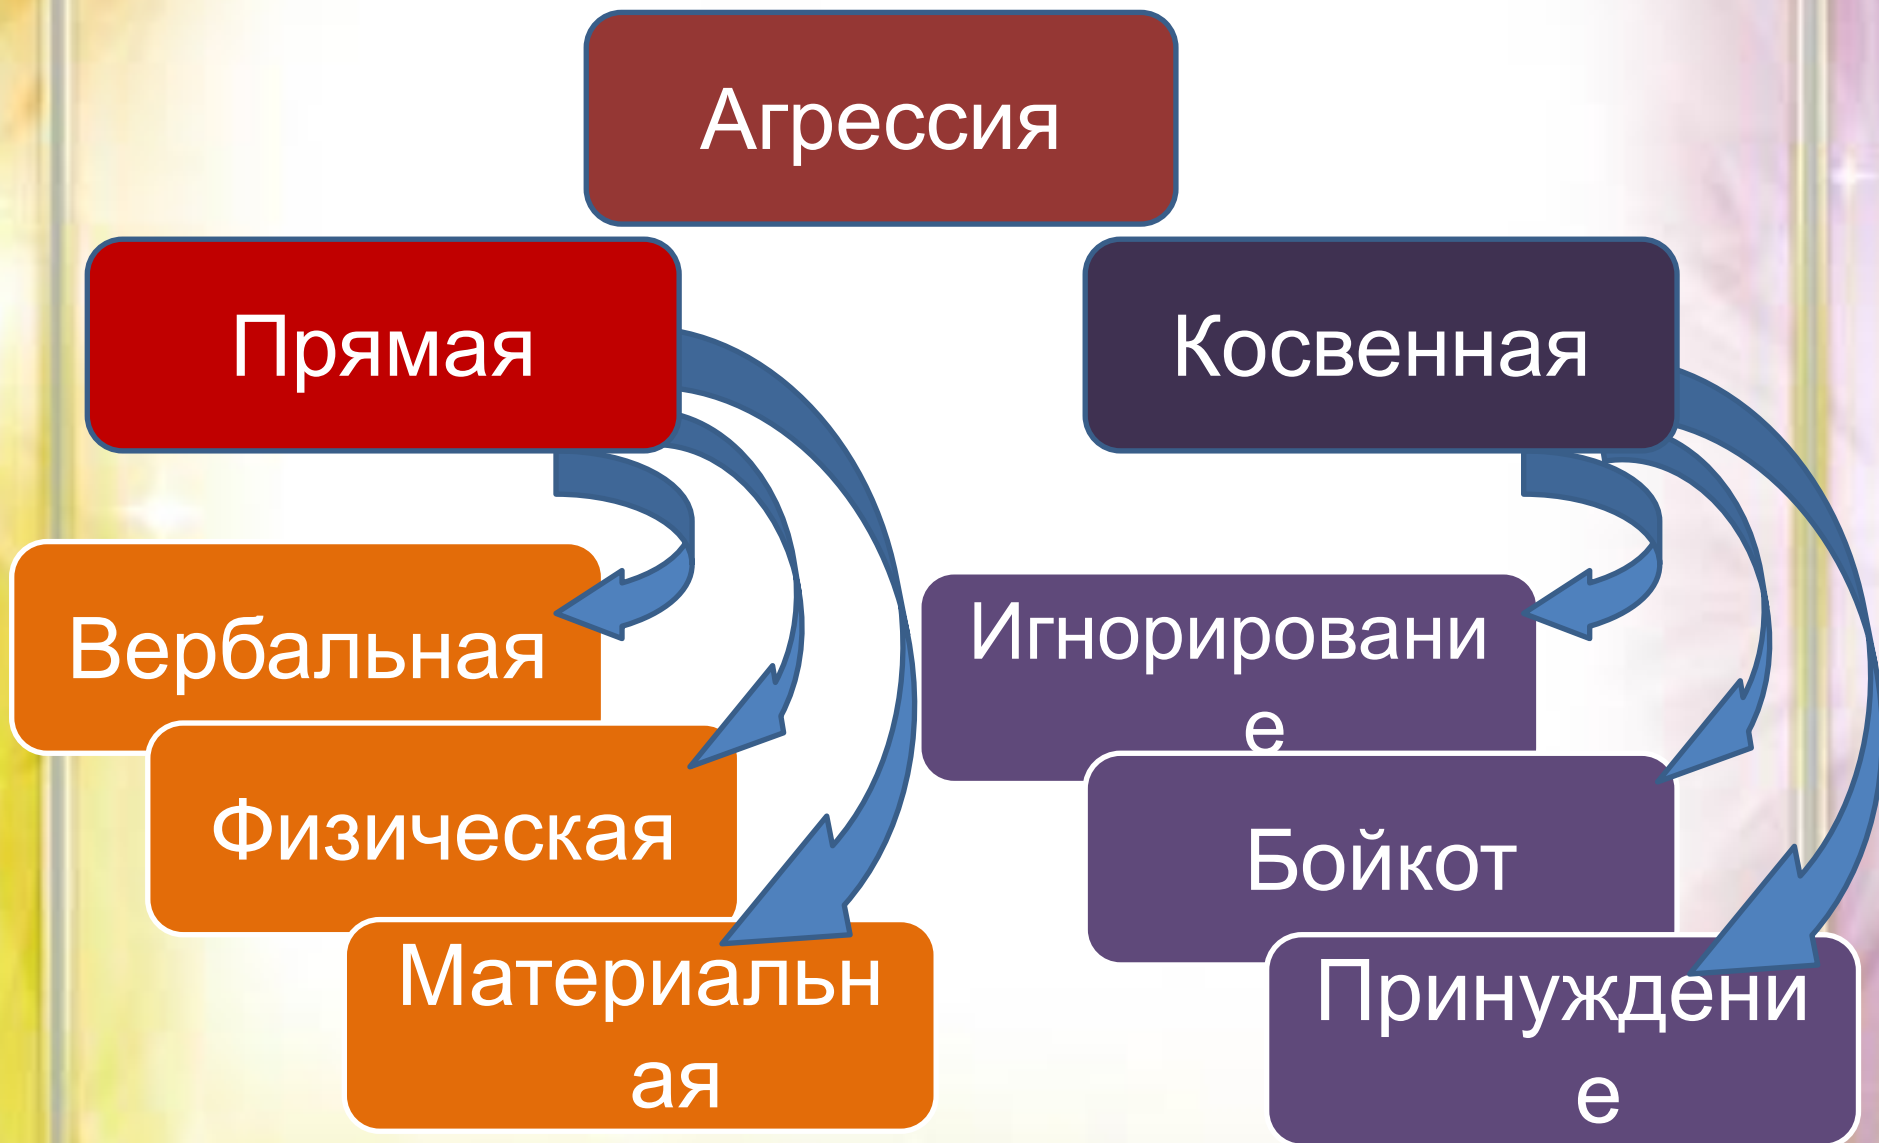 Агрессия
Прямая
Косвенная
Вербальная
Физическая
Материальн
ая
Игнорировани
е
Бойкот
Принуждени
е